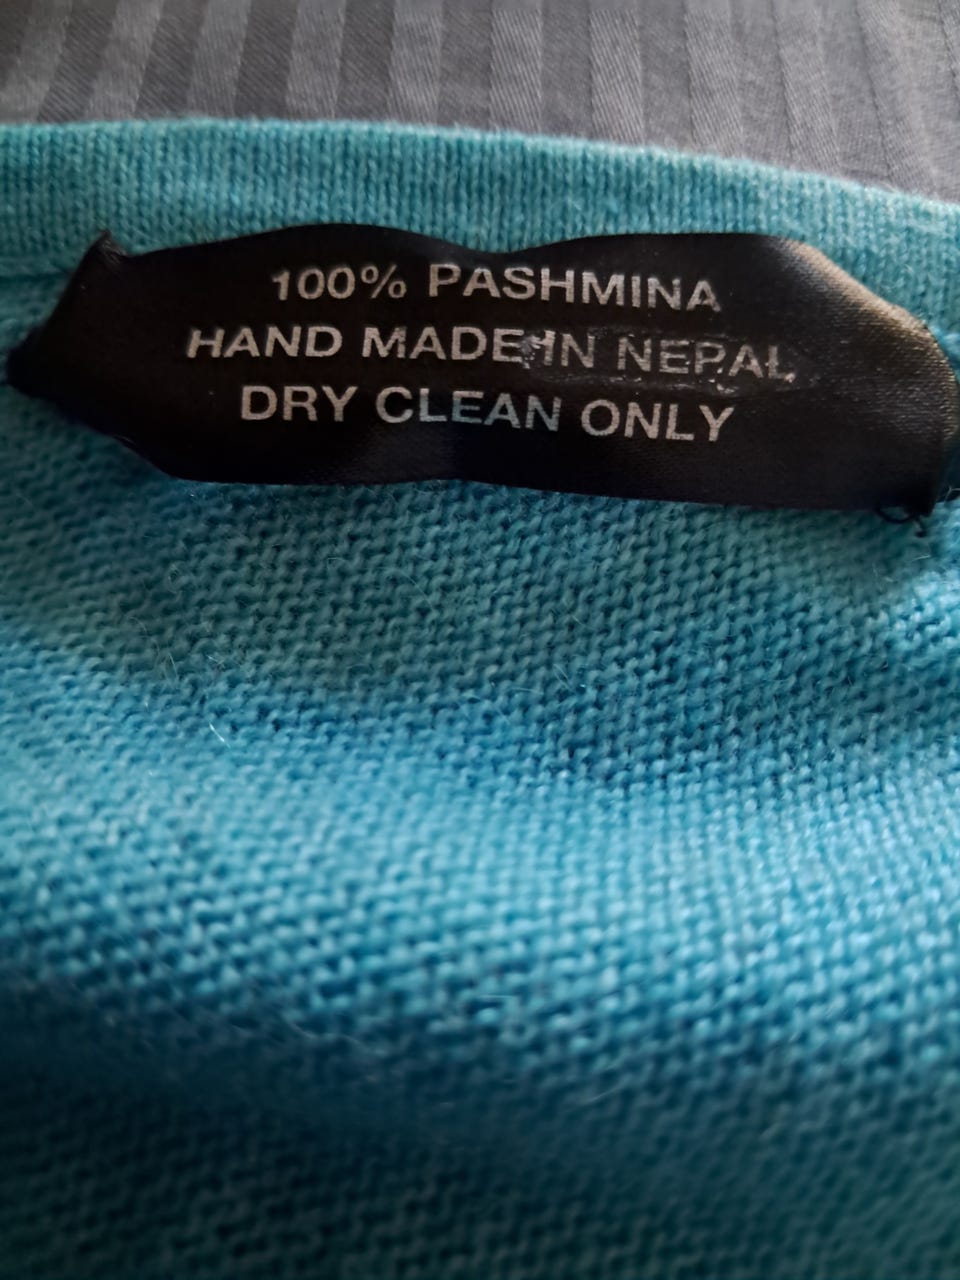 100% PASHMINA
HAND MADE IN NEPAL
DRY CLEAN ONLY